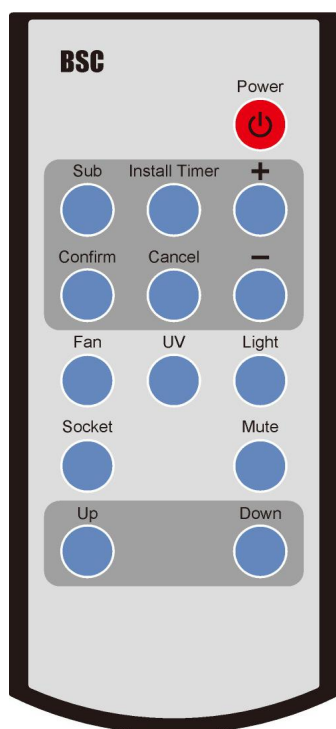 BSC
Power
Sub Install Timer +
Confirm Cancel −
Fan UV Light
Socket Mute
Up Down